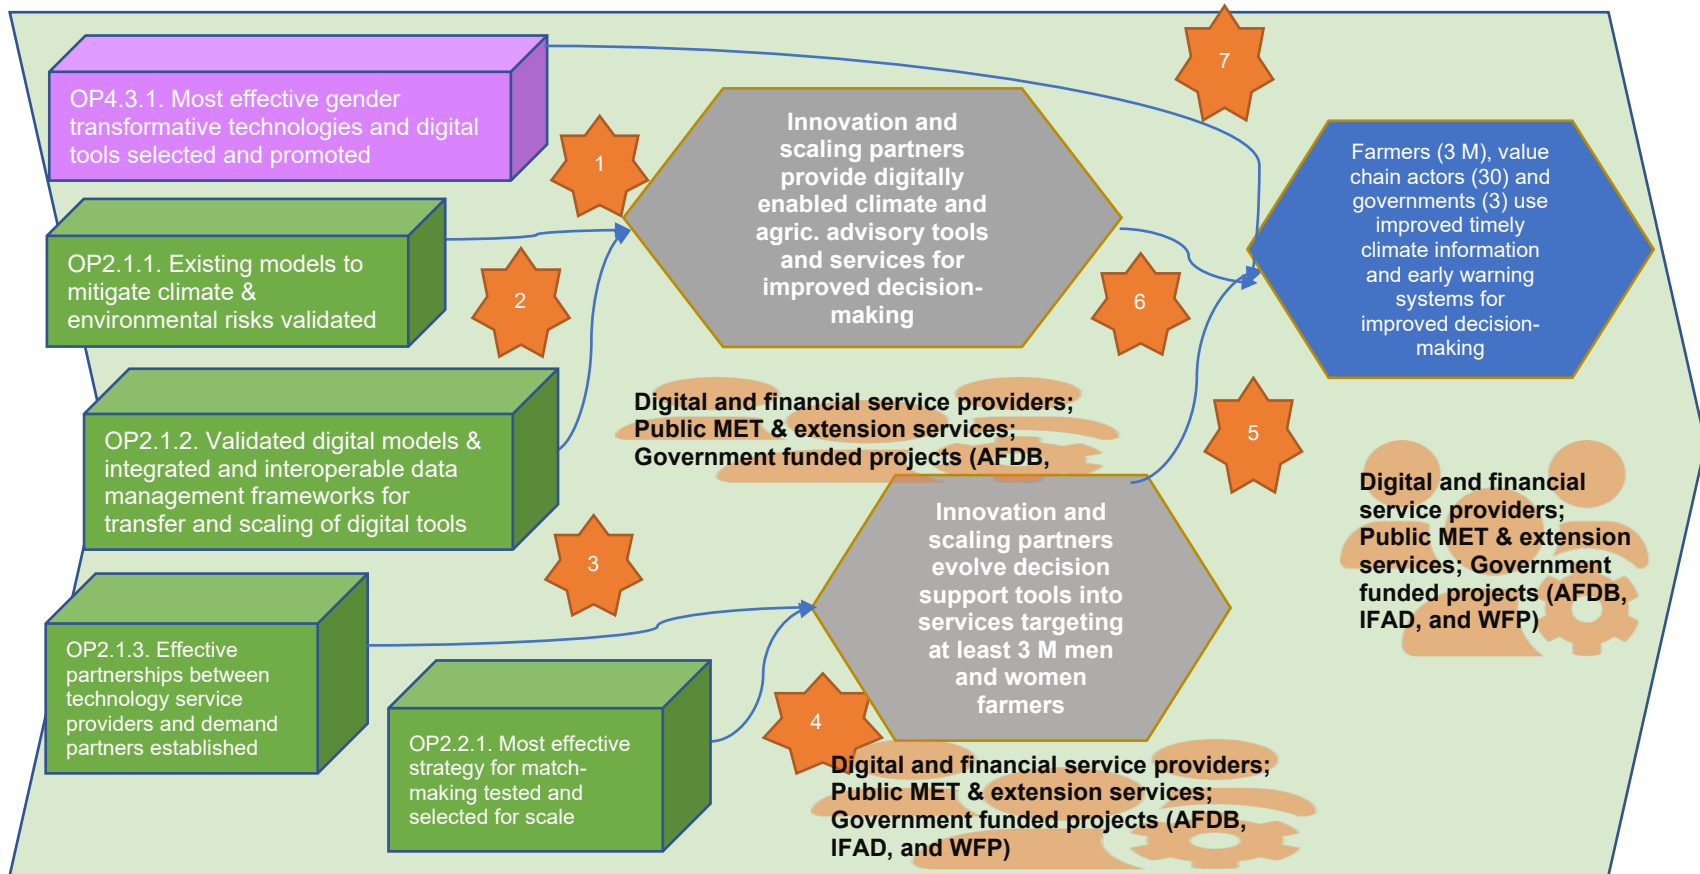 7
OP4.3.1. Most effective gender
transformative technologies and digital
tools selected and promoted
1
Innovation and
scaling partners
provide digitally
enabled climate and
agric. advisory tools
and services for
improved decision-
making
Farmers (3 M), value
chain actors (30) and
governments (3) use
improved timely
climate information
and early warning
systems for
improved decision-
making
OP2.1.1. Existing models to
mitigate climate &
environmental risks validated
2
6
OP2.1.2. Validated digital models &
integrated and interoperable data
management frameworks for
transfer and scaling of digital tools
Digital and financial service providers;
Public MET & extension services;
Government funded projects (AFDB,
5
Digital and financial
service providers;
Public MET & extension
services; Government
funded projects (AFDB,
IFAD, and WFP)
3
Innovation and
scaling partners
evolve decision
support tools into
services targeting
at least 3 M men
and women
farmers
OP2.1.3. Effective
partnerships between
technology service
providers and demand
partners established
4
OP2.2.1. Most effective
strategy for match-
making tested and
selected for scale
Digital and financial service providers;
Public MET & extension services;
Government funded projects (AFDB,
IFAD, and WFP)